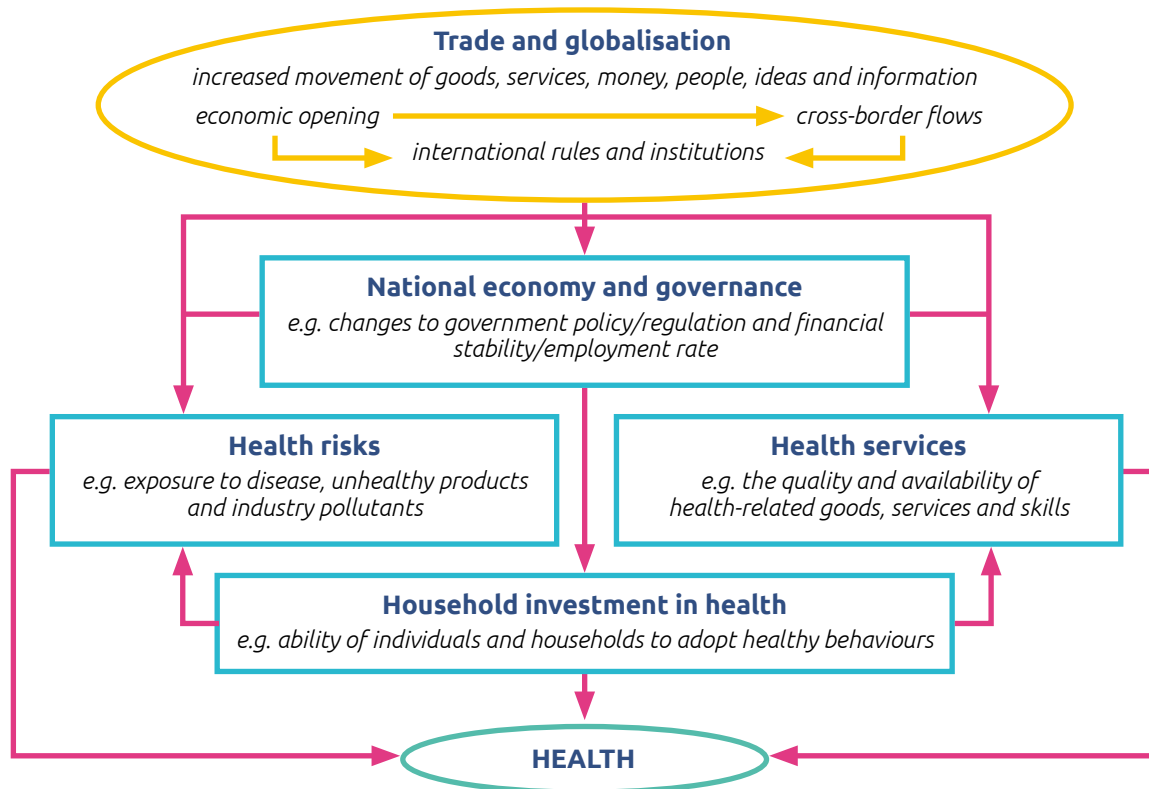 Trade and globalisation
increased movement of goods, services, money, people, ideas and information
economic opening
cross-border flows
international rules and institutions
National economy and governance
e.g. changes to government policy/regulation and financial
stability/employment rate
Health risks
e.g. exposure to disease, unhealthy products
and industry pollutants
Health services
e.g. the quality and availability of
health-related goods, services and skills
Household investment in health
e.g. ability of individuals and households to adopt healthy behaviours
HEALTH